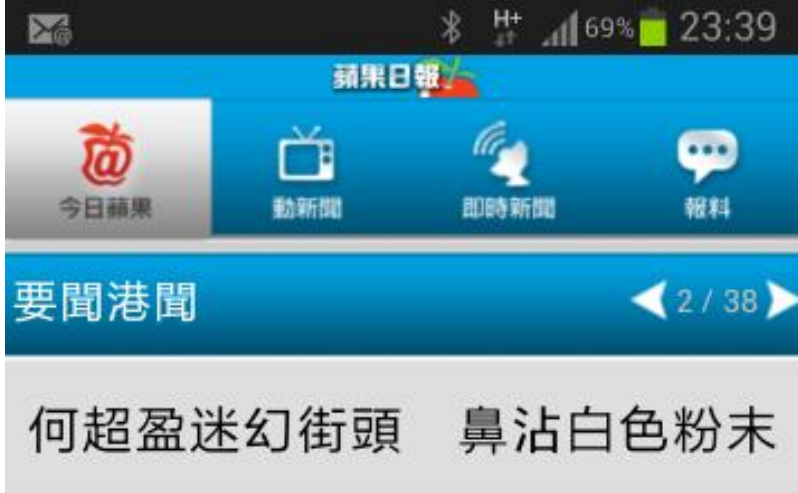 H+ 69% 23:39
蘋果日報
今日蘋果 動新聞 即時新聞 報料
要聞港聞 2 / 38
何超盈迷幻街頭 鼻沾白色粉末